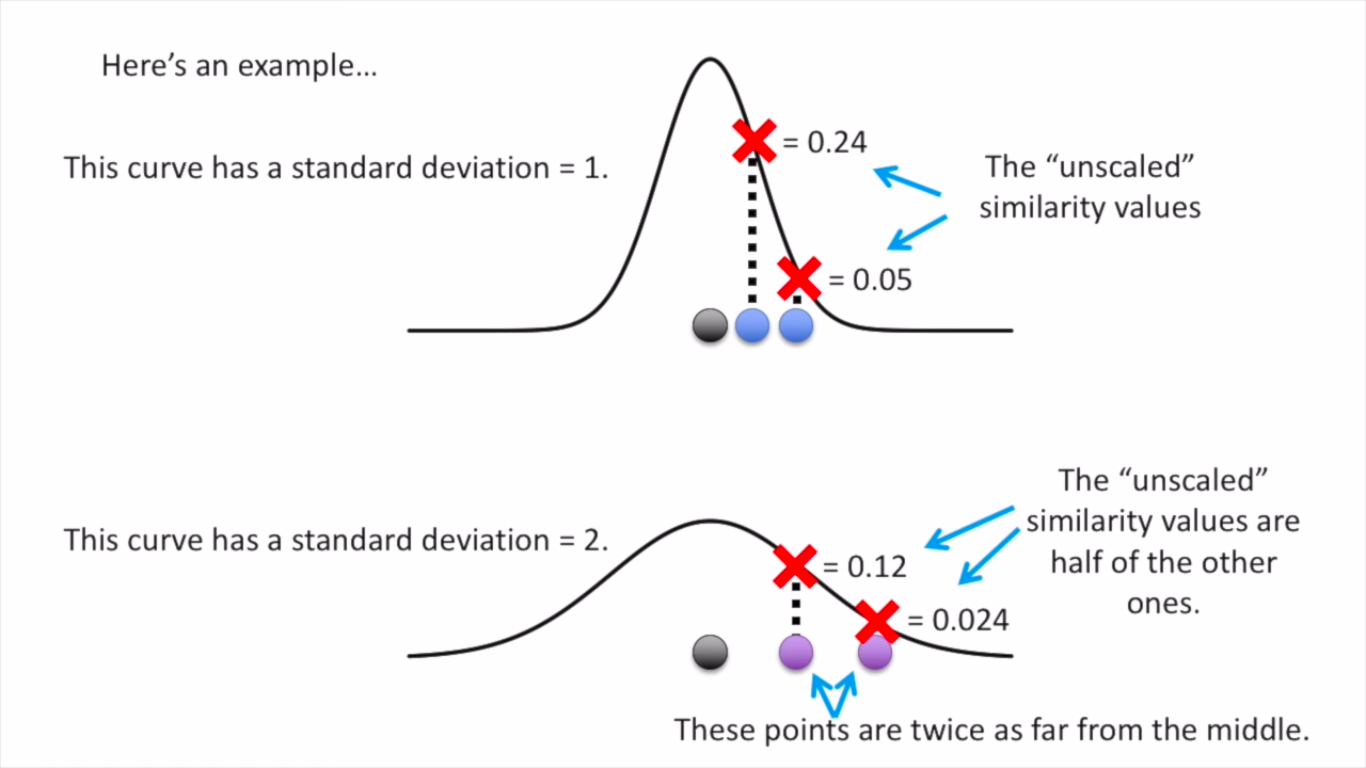 Here’s an example...
This curve has a standard deviation = 1.
= 0.24
= 0.05
The “unscaled”
similarity values
This curve has a standard deviation = 2.
= 0.12
= 0.024
The “unscaled”
similarity values are
half of the other
ones.
These points are twice as far from the middle.